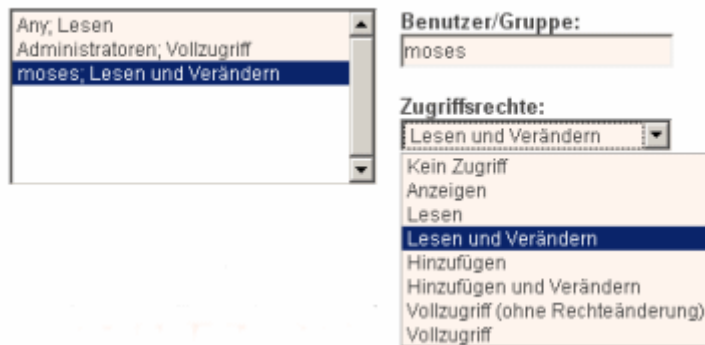 Any; Lesen
Administratoren; Vollzugriff
moses; Lesen und Verändern
Benutzer/Gruppe:
moses
Zugriffsrechte:
Lesen und Verändern
Kein Zugriff
Anzeigen
Lesen
Lesen und Verändern
Hinzufügen
Hinzufügen und Verändern
Vollzugriff (ohne Rechteänderung)
Vollzugriff